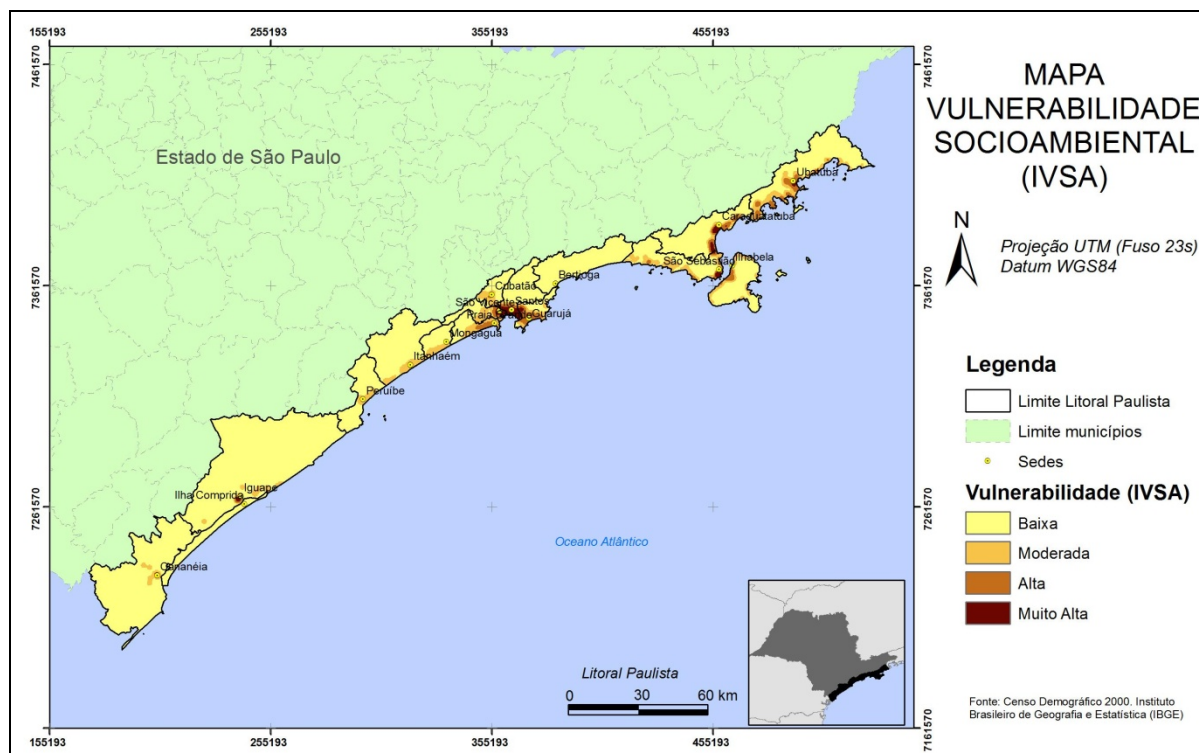 155193 255193 355193 455193
7461570
7461570
MAPA
VULNERABILIDADE
SOCIOAMBIENTAL
(IVSA)
N
Projeção UTM (Fuso 23s)
Datum WGS84
Estado de São Paulo
Ubatuba
Caraguatatuba
Ilhabela
São Sebastião
Bertioga
Cubatão
São Vicente
Santos
Praia Grande
Guarujá
Mongaguá
Itanhaém
Peruíbe
Iguape
Ilha Comprida
Cananéia
7361570
7361570
7261570
7261570
Oceano Atlântico
Legenda
Limite Litoral Paulista
Limite municípios
Sedes
Vulnerabilidade (IVSA)
Baixa
Moderada
Alta
Muito Alta
Litoral Paulista
0 30 60 km
Fonte: Censo Demográfico 2000. Instituto
Brasileiro de Geografia e Estatística (IBGE)
7161570
7161570
155193 255193 355193 455193